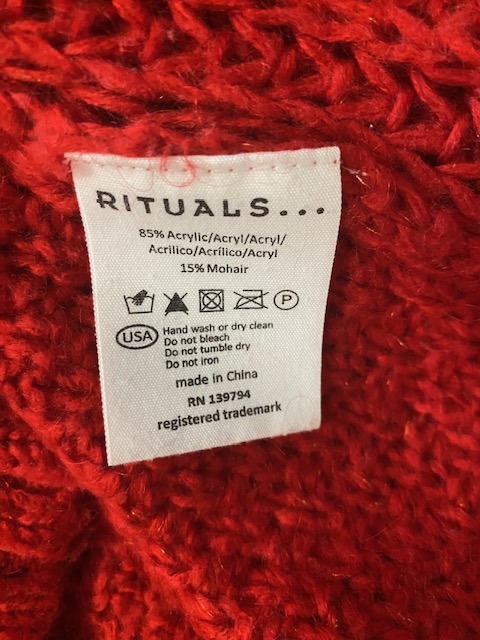 RITUALS...
85% Acrylic/Acryl/Acryl/
Acrilico/Acrílico/Acryl
15% Mohair
P
USA
Hand wash or dry clean
Do not bleach
Do not tumble dry
Do not iron
made in China
RN 139794
registered trademark